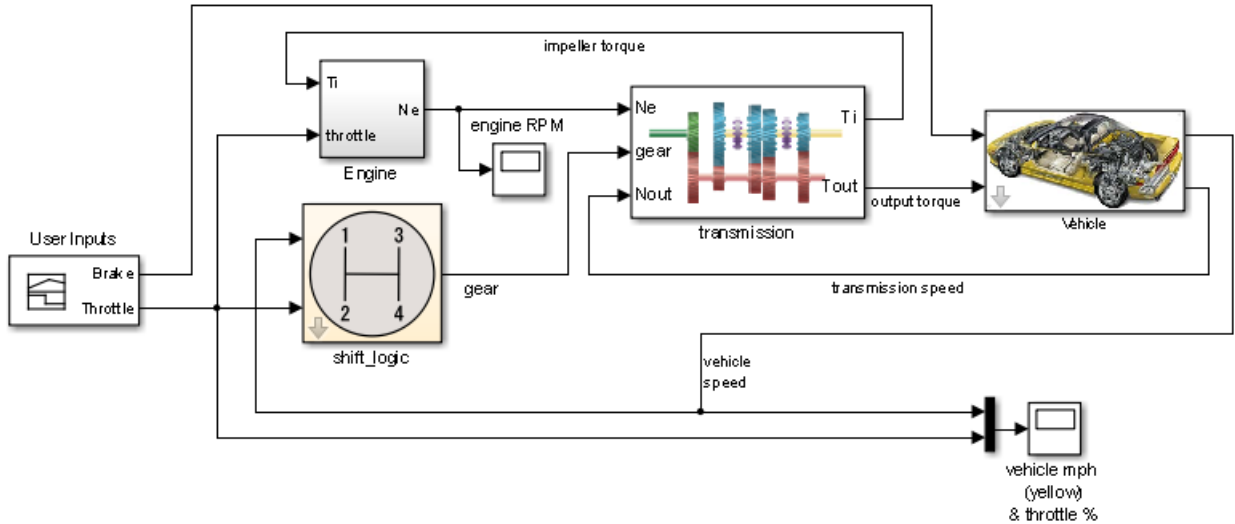 impeller torque
Ti
throttle
Ne
Engine
engine RPM
Ne
gear
Nout
Ti
Tout
transmission
output torque
Vehicle
transmission speed
User Inputs
Brake
Throttle
1 3
2 4
shift_logic
gear
vehicle
speed
vehicle mph
(yellow)
& throttle %